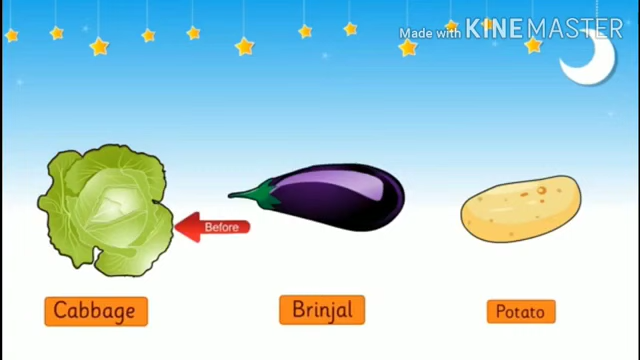 Made with KINEMASTER
Before
Cabbage
Brinjal
Potato